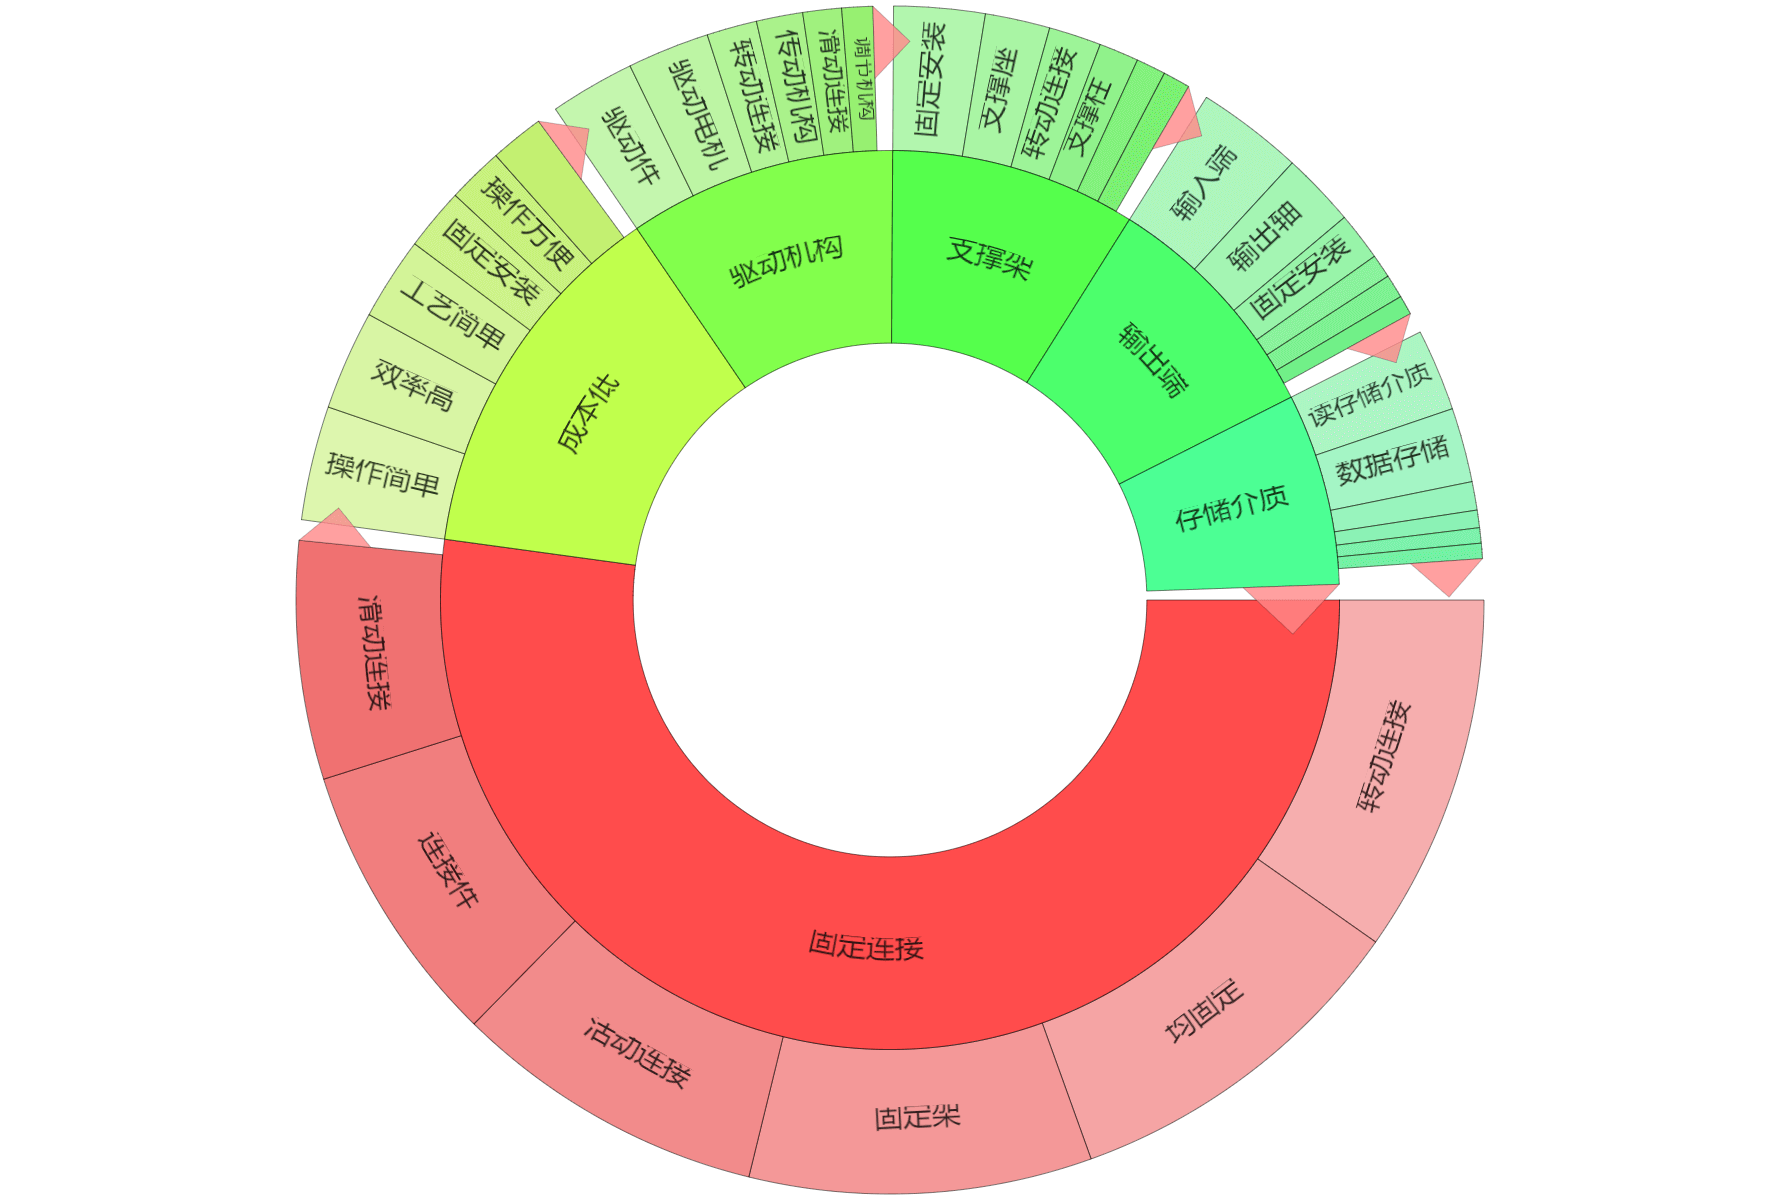 固定连接
转动连接
均固定
固定架
活动连接
连接件
滑动连接
成本低
操作简单
效率高
工艺简单
固定安装
操作方便
驱动机构
驱动件
驱动电机
转动连接
传动机构
滑动连接
调节机构
支撑架
固定安装
支撑座
转动连接
支撑柱
输出端
输入端
输出轴
固定安装
存储介质
读存储介质
数据存储